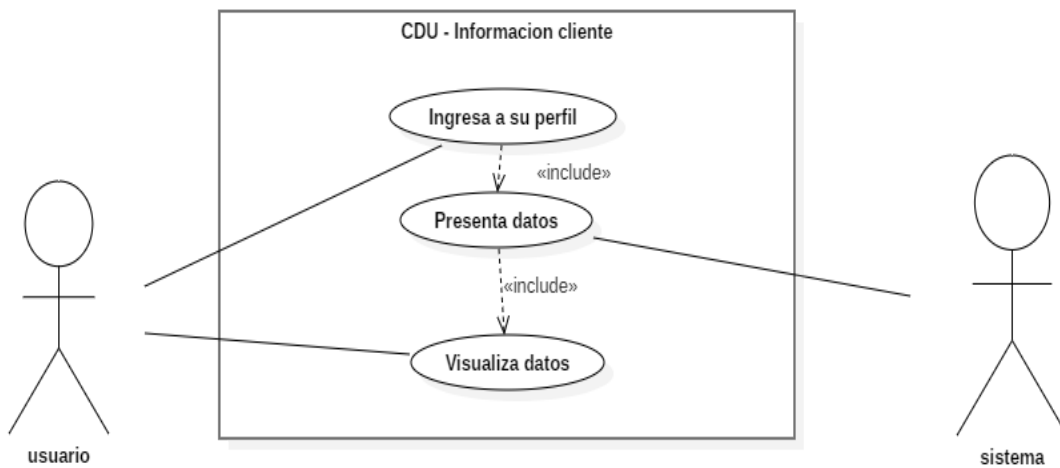 CDU - Informacion cliente
Ingresa a su perfil
«include»
Presenta datos
«include»
Visualiza datos
usuario
sistema